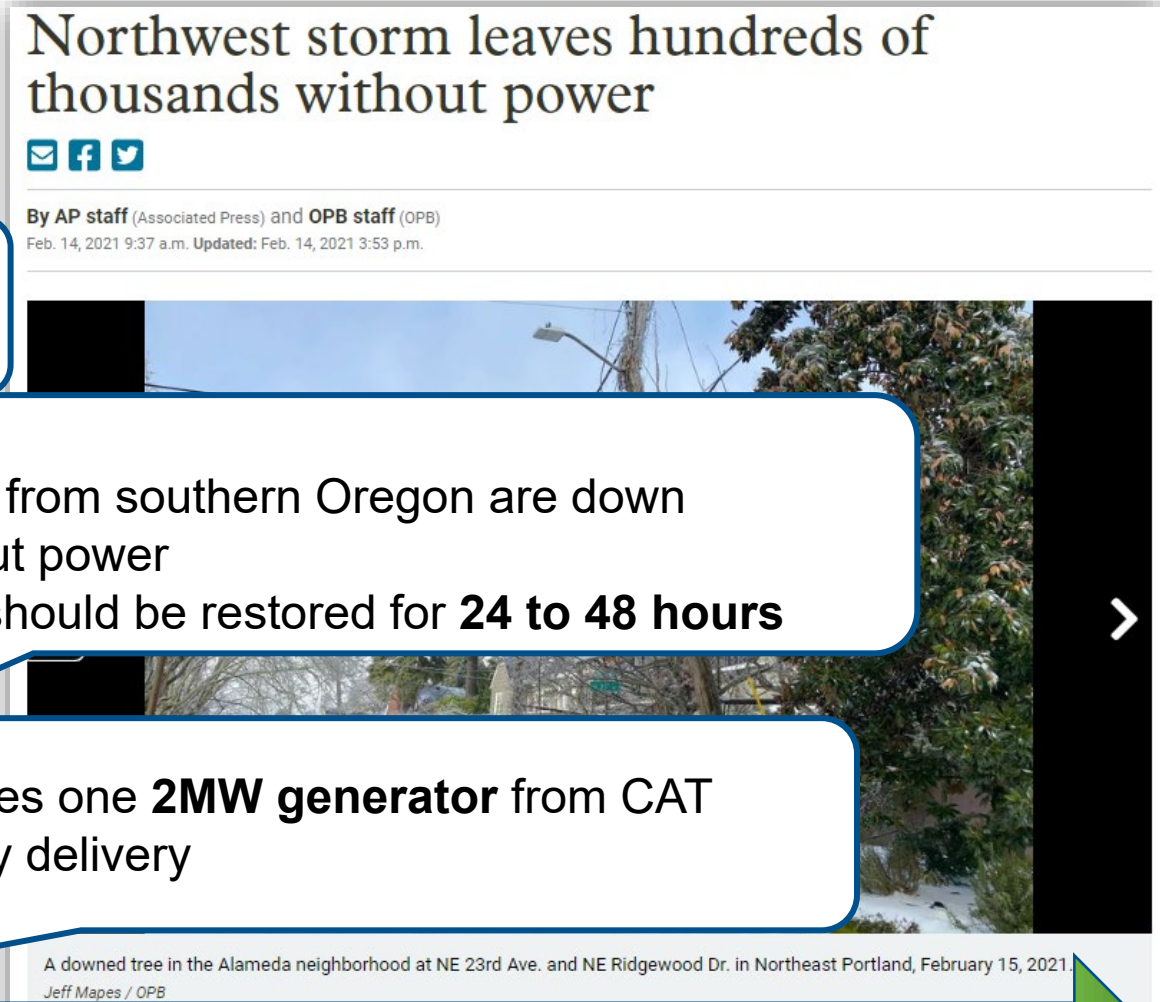 Northwest storm leaves hundreds of
thousands without power
By AP staff (Associated Press) and OPB staff (OPB)
Feb. 14, 2021 9:37 a.m. Updated: Feb. 14, 2021 3:53 p.m.
from southern Oregon are down
ut power
should be restored for 24 to 48 hours
es one 2MW generator from CAT
y delivery
A downed tree in the Alameda neighborhood at NE 23rd Ave. and NE Ridgewood Dr. in Northeast Portland, February 15, 2021.
Jeff Mapes / OPB